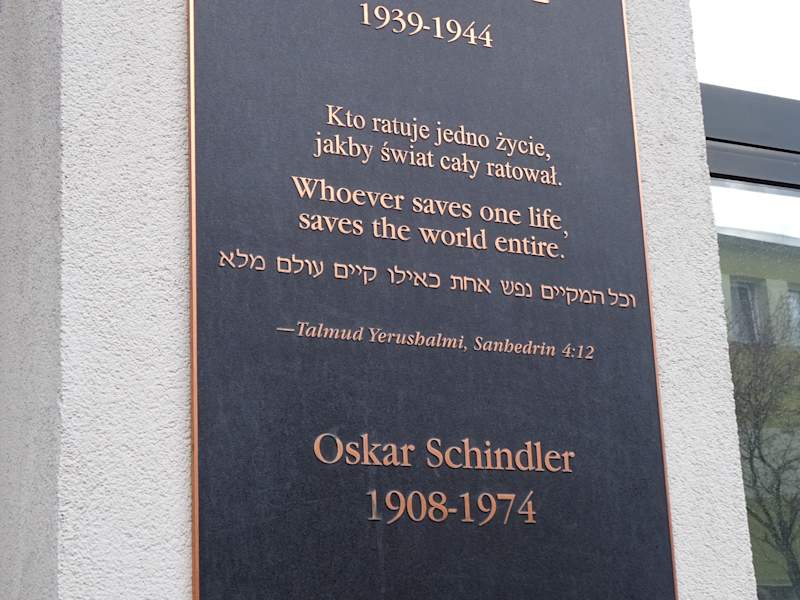 1939-1944
Kto ratuje jedno życie,
jakby świat cały ratował.
Whoever saves one life,
saves the world entire.
וכל המקיים נפש אחת כאילו קיים עולם מלא
—Talmud Yerushalmi, Sanhedrin 4:12
Oskar Schindler
1908-1974